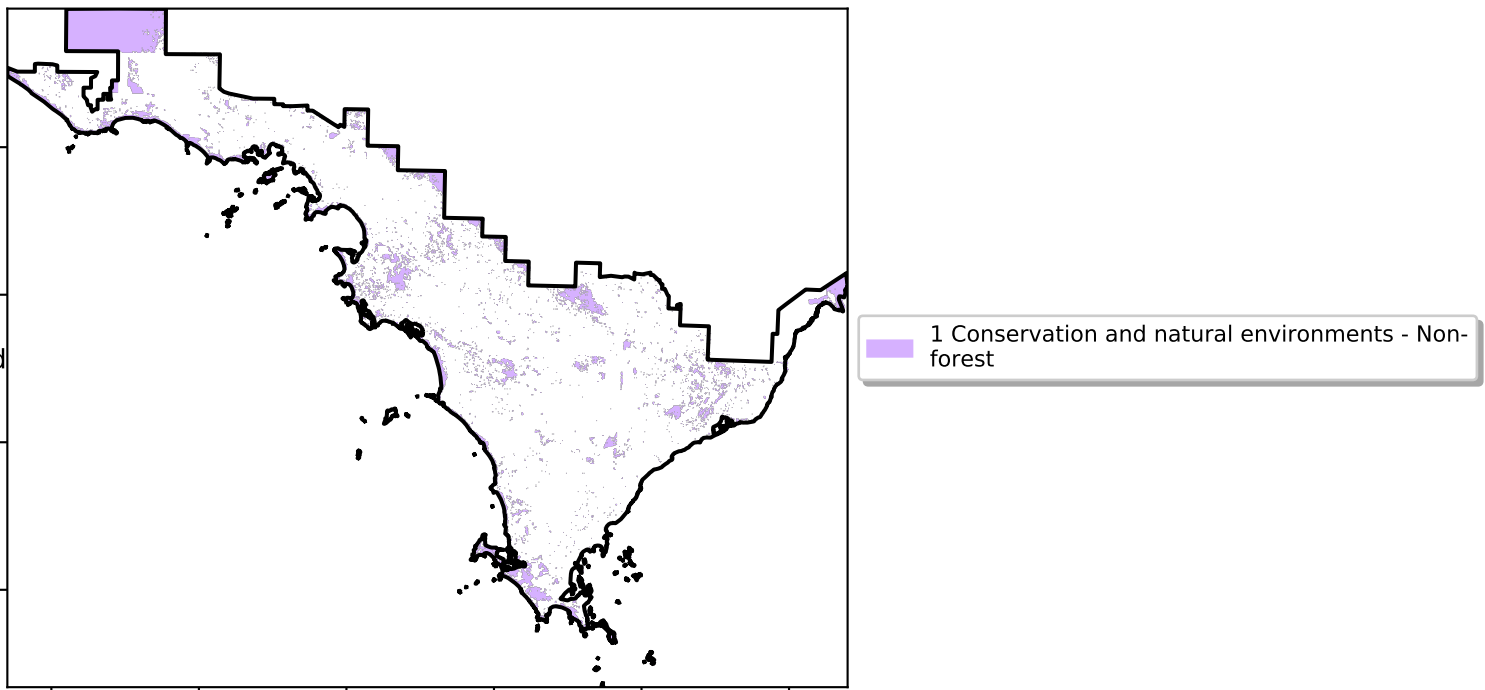 1 Conservation and natural environments - Non-
forest